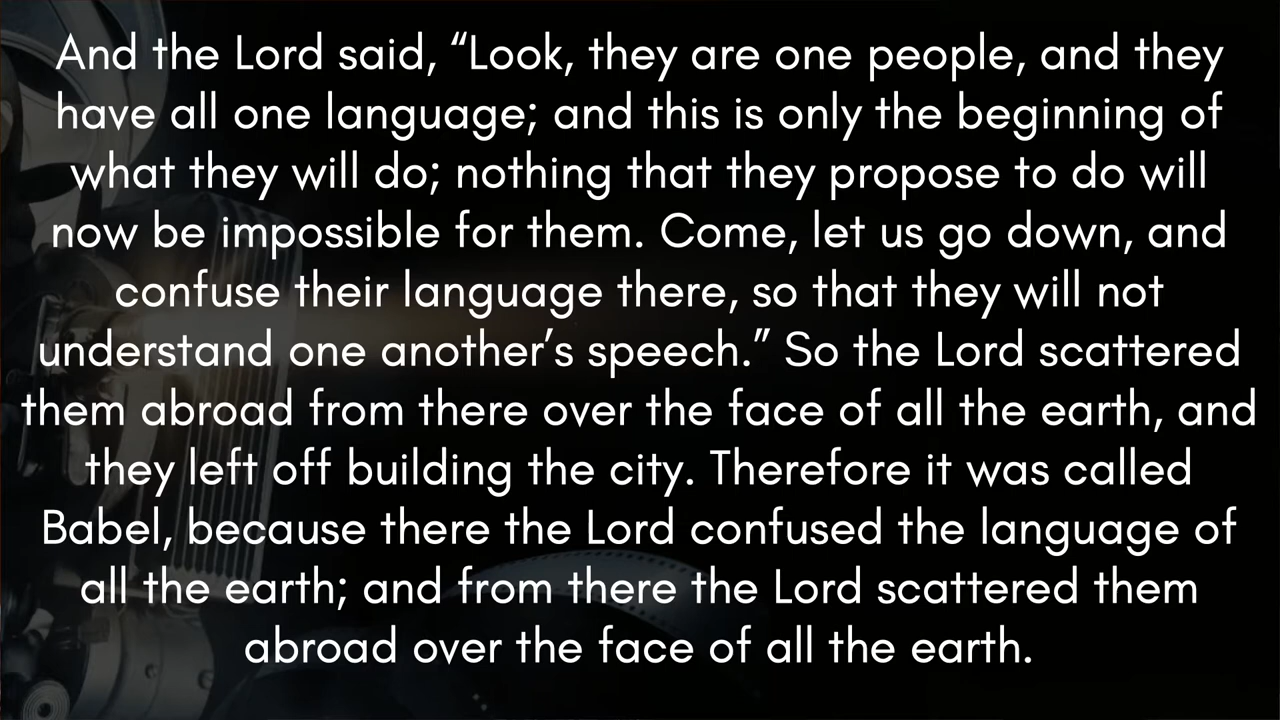 And the Lord said, “Look, they are one people, and they
have all one language; and this is only the beginning of
what they will do; nothing that they propose to do will
now be impossible for them. Come, let us go down, and
confuse their language there, so that they will not
understand one another’s speech.” So the Lord scattered
them abroad from there over the face of all the earth, and
they left off building the city. Therefore it was called
Babel, because there the Lord confused the language of
all the earth; and from there the Lord scattered them
abroad over the face of all the earth.